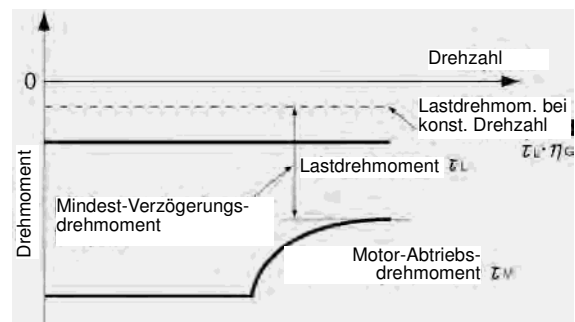 Drehzahl
0
Lastdrehmom. bei
konst. Drehzahl
τL·ηG
Lastdrehmoment τL
Mindest-Verzögerungs-
drehmoment
Motor-Abtriebs-
drehmoment τM
Drehmoment